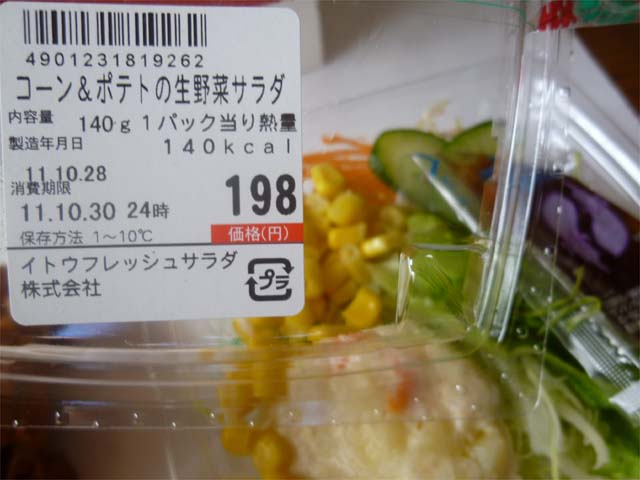 4901231819262
コーン&ポテトの生野菜サラダ
内容量 140g 1パック当り熱量
製造年月日 140kcal
11.10.28
消費期限
11.10.30 24時
198
保存方法 1~10℃ 価格(円)
イトウフレッシュサラダ
株式会社
プラ